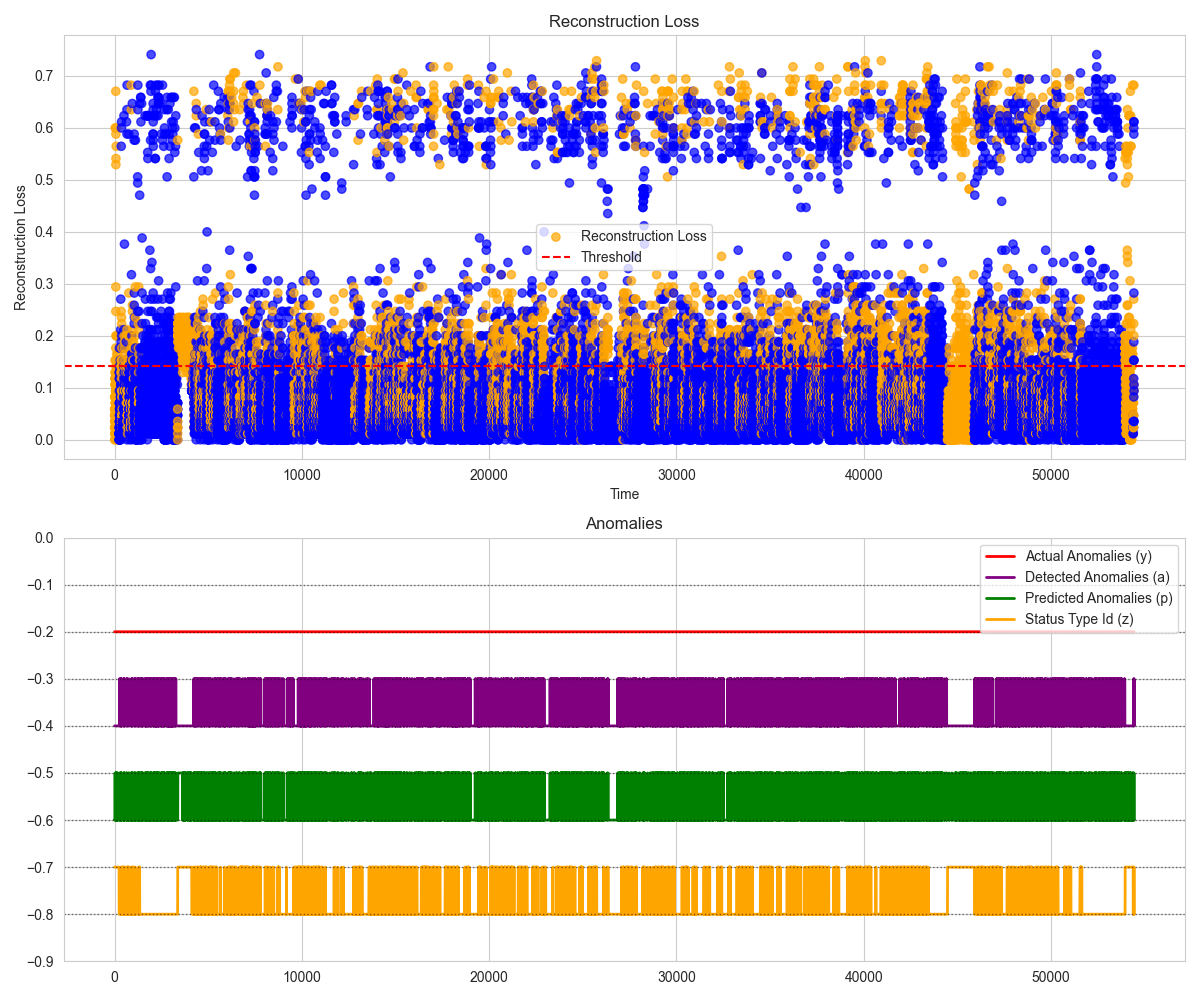 Reconstruction Loss
0.7
0.6
0.5
0.4
0.3
0.2
0.1
0.0
Reconstruction Loss
Reconstruction Loss
Threshold
0 10000 20000 30000 40000 50000
Time
Anomalies
0.0
−0.1
−0.2
−0.3
−0.4
−0.5
−0.6
−0.7
−0.8
−0.9
Actual Anomalies (y)
Detected Anomalies (a)
Predicted Anomalies (p)
Status Type Id (z)
0 10000 20000 30000 40000 50000